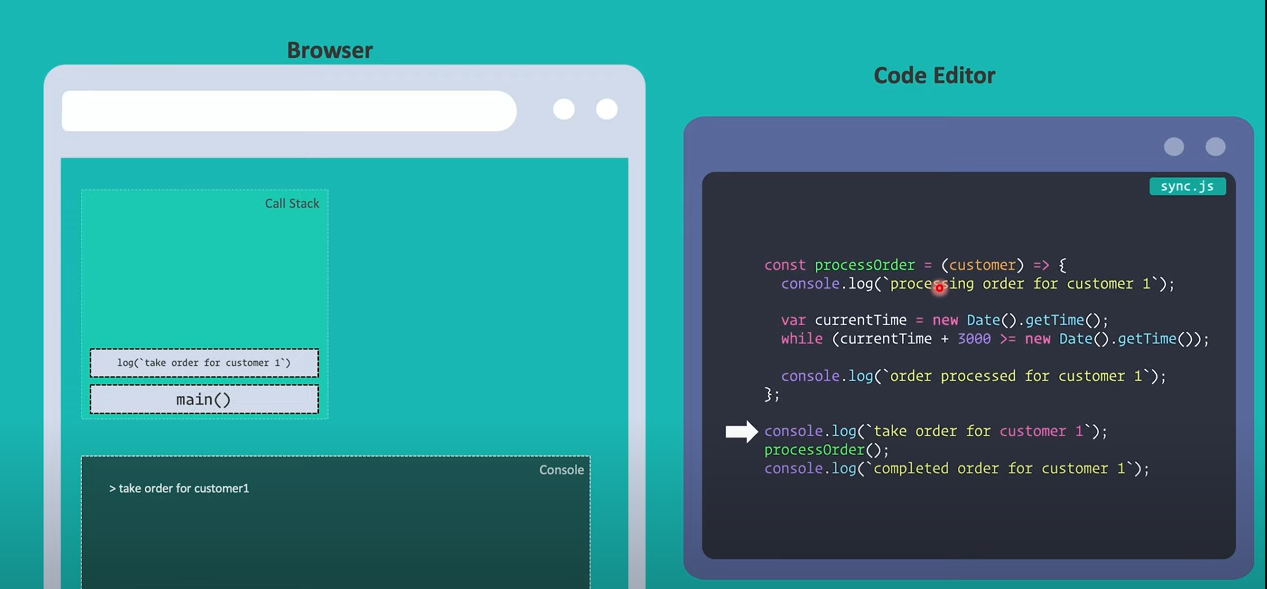 Browser
Call Stack
log(`take order for customer 1`)
main()
Console
> take order for customer1
Code Editor
sync.js
const processOrder = (customer) => {
console.log(`processing order for customer 1`);
var currentTime = new Date().getTime();
while (currentTime + 3000 >= new Date().getTime());
console.log(`order processed for customer 1`);
};
console.log(`take order for customer 1`);
processOrder();
console.log(`completed order for customer 1`);